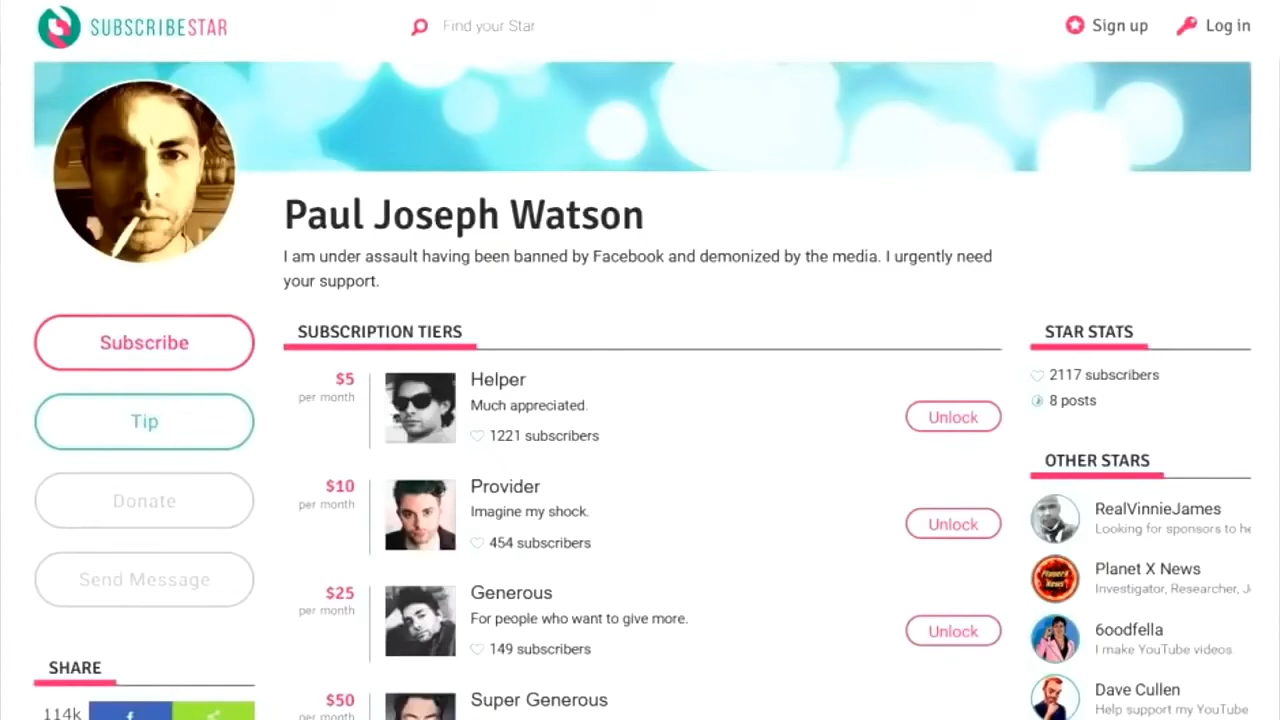 SUBSCRIBESTAR
Find your Star
Sign up
Log in
Paul Joseph Watson
I am under assault having been banned by Facebook and demonized by the media. I urgently need
your support.
Subscribe
Tip
Donate
Send Message
SHARE
114k
SUBSCRIPTION TIERS
$5
per month
Helper
Much appreciated.
1221 subscribers
Unlock
$10
per month
Provider
Imagine my shock.
454 subscribers
Unlock
$25
per month
Generous
For people who want to give more.
149 subscribers
Unlock
$50
per month
Super Generous
STAR STATS
2117 subscribers
8 posts
OTHER STARS
RealVinnieJames
Looking for sponsors to he
Planet X News
Investigator, Researcher, J
6oodfella
I make YouTube videos.
Dave Cullen
Help support my YouTube